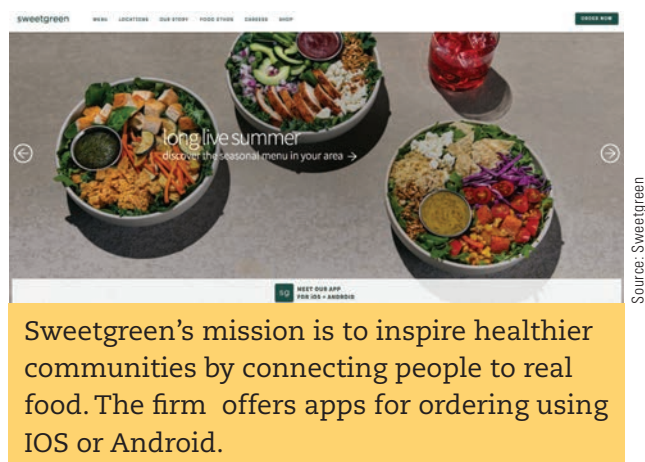 sweetgreen MENU LOCATIONS OUR STORY FOOD ETHOS CAREERS SHOP ORDER NOW
long live summer
discover the seasonal menu in your area →
sg MEET OUR APP
FOR iOS + ANDROID
Source: Sweetgreen
Sweetgreen's mission is to inspire healthier
communities by connecting people to real
food. The firm offers apps for ordering using
IOS or Android.